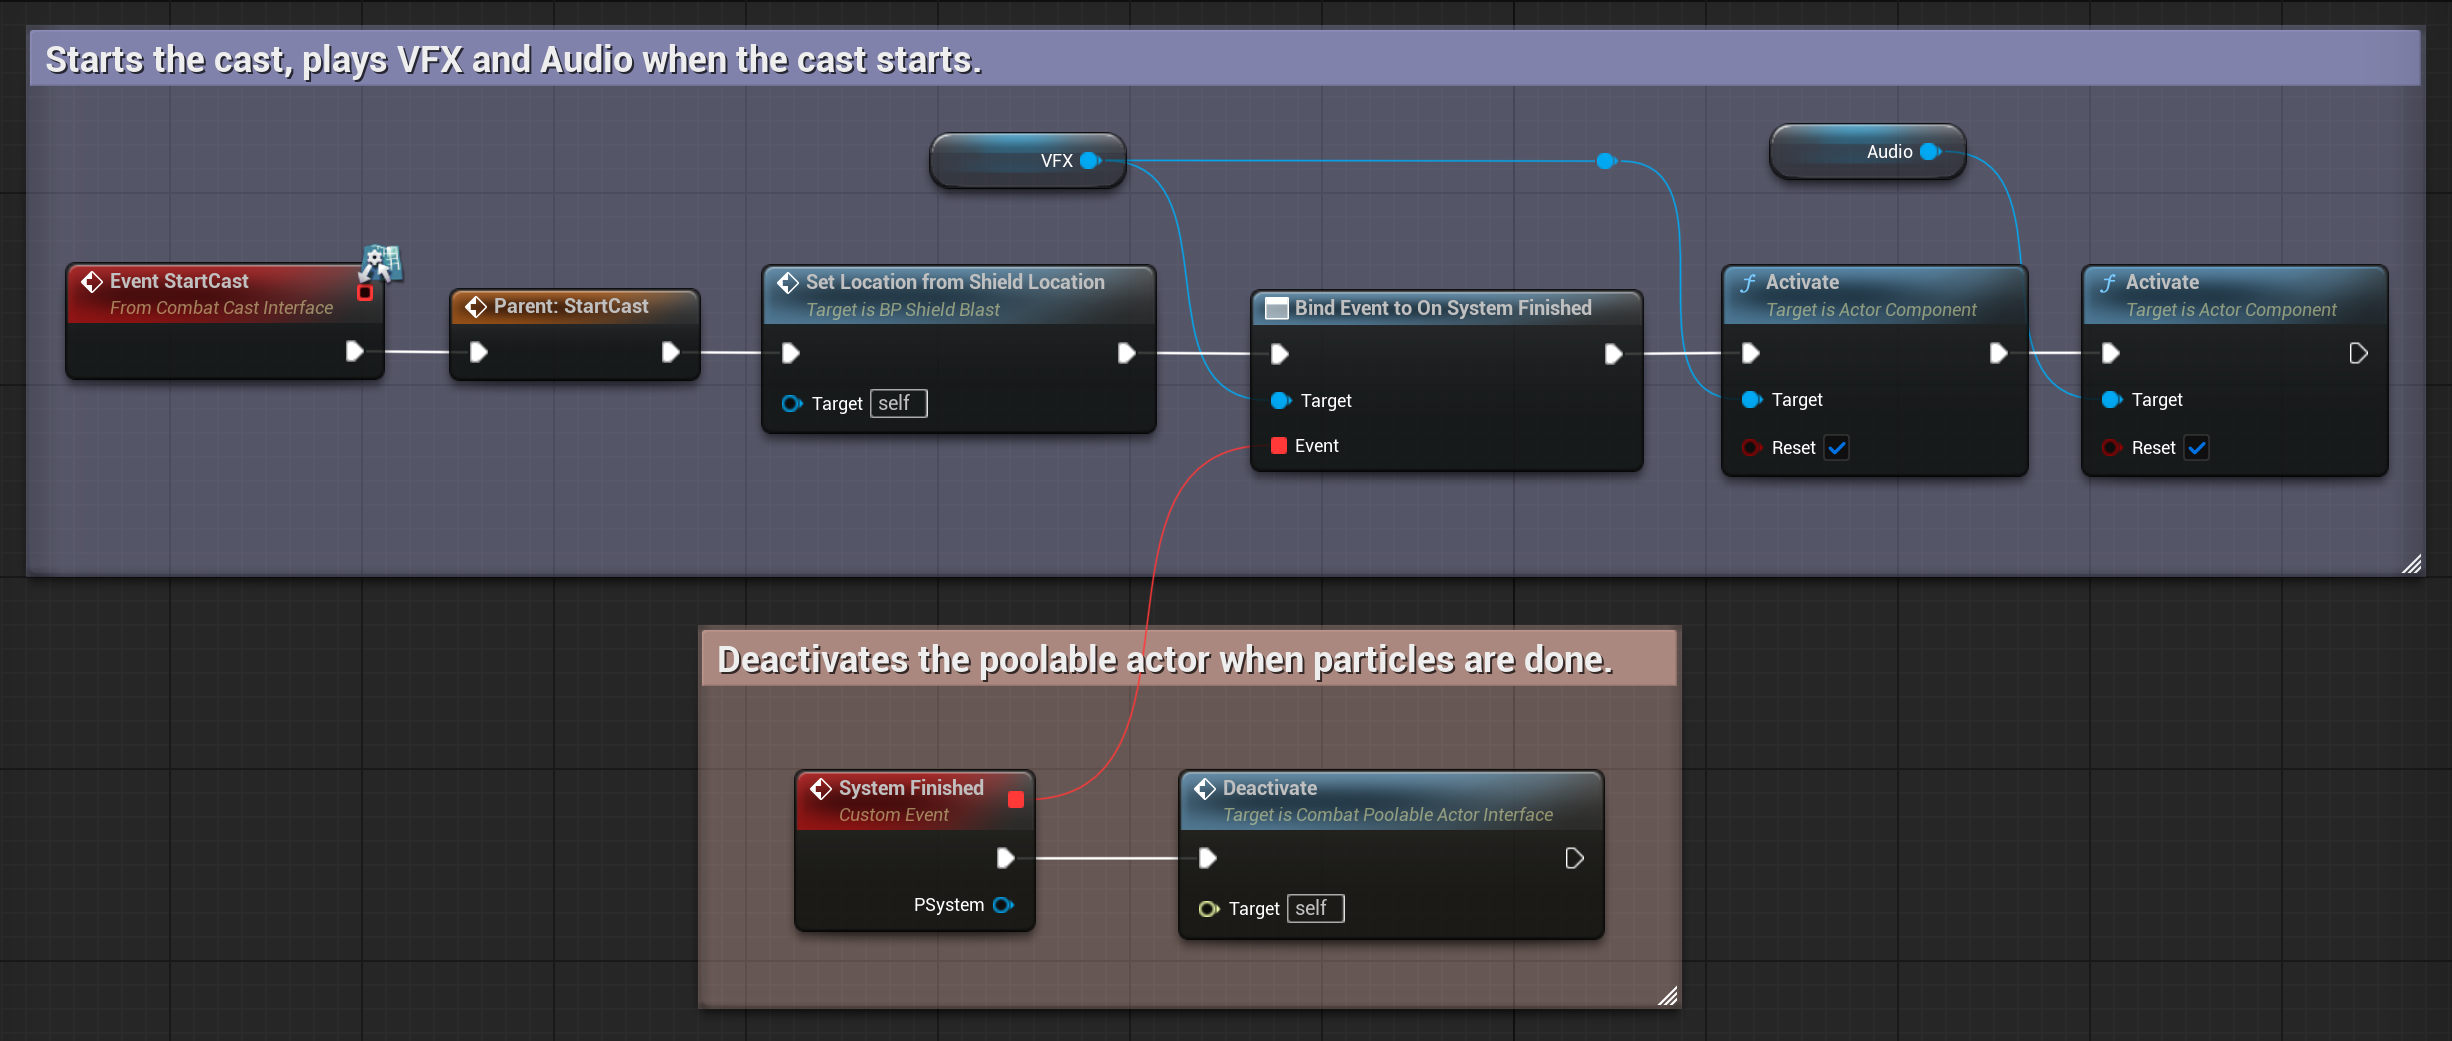 Starts the cast, plays VFX and Audio when the cast starts.
VFX
Audio
Event StartCast
From Combat Cast Interface
Parent: StartCast
Set Location from Shield Location
Target is BP Shield Blast
Target self
Bind Event to On System Finished
Target
Event
Activate
Target is Actor Component
Target
Reset
Activate
Target is Actor Component
Target
Reset
Deactivates the poolable actor when particles are done.
System Finished
Custom Event
PSystem
Deactivate
Target is Combat Poolable Actor Interface
Target self